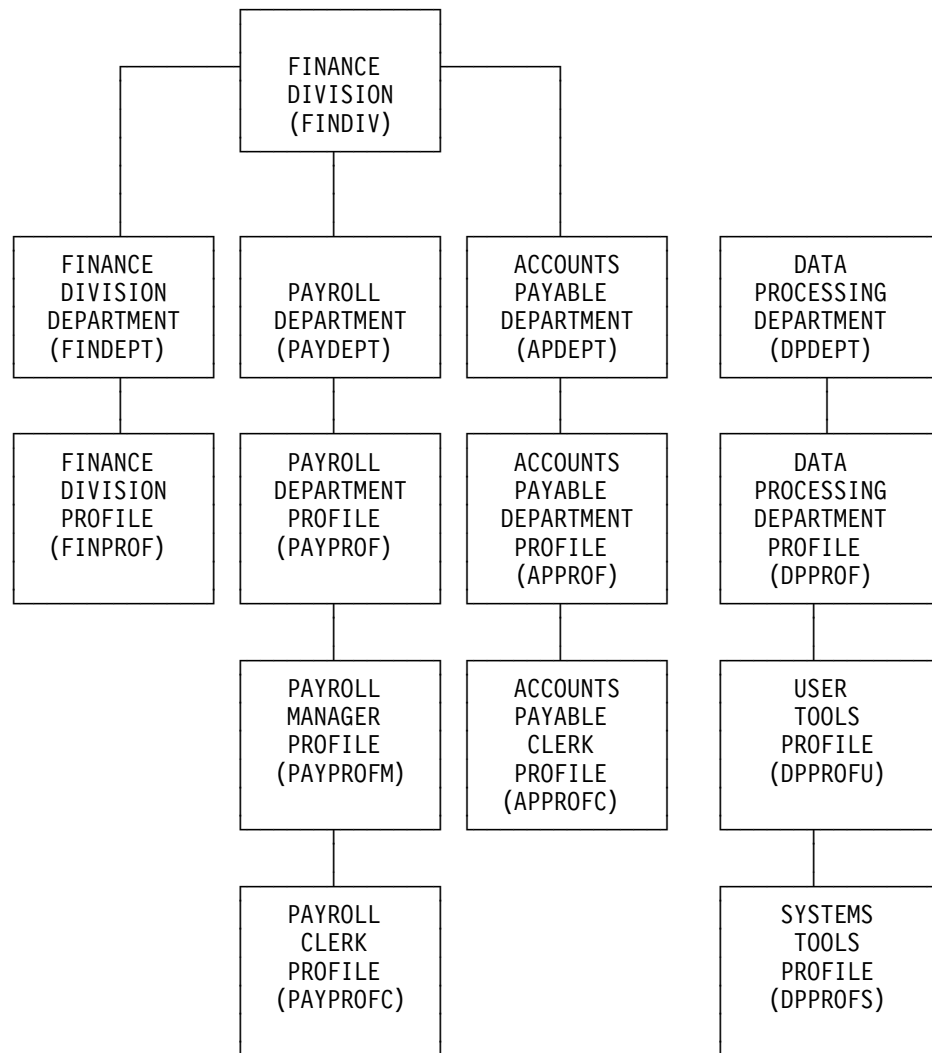 FINANCE
DIVISION
(FINDIV)
FINANCE
DIVISION
DEPARTMENT
(FINDEPT)
PAYROLL
DEPARTMENT
(PAYDEPT)
ACCOUNTS
PAYABLE
DEPARTMENT
(APDEPT)
DATA
PROCESSING
DEPARTMENT
(DPDEPT)
FINANCE
DIVISION
PROFILE
(FINPROF)
PAYROLL
DEPARTMENT
PROFILE
(PAYPROF)
ACCOUNTS
PAYABLE
DEPARTMENT
PROFILE
(APPROF)
DATA
PROCESSING
DEPARTMENT
PROFILE
(DPPROF)
PAYROLL
MANAGER
PROFILE
(PAYPROFM)
ACCOUNTS
PAYABLE
CLERK
PROFILE
(APPROFC)
USER
TOOLS
PROFILE
(DPPROFU)
PAYROLL
CLERK
PROFILE
(PAYPROFC)
SYSTEMS
TOOLS
PROFILE
(DPPROFS)